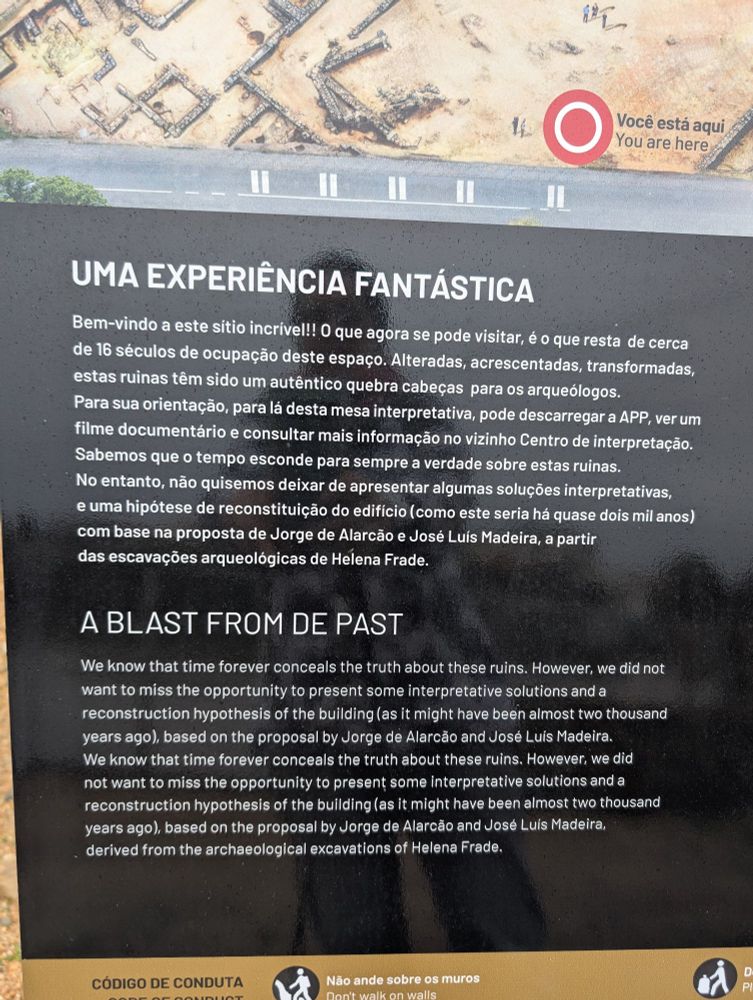 Você está aqui
You are here
UMA EXPERIÊNCIA FANTÁSTICA
Bem-vindo a este sítio incrível!! O que agora se pode visitar, é o que resta de cerca
de 16 séculos de ocupação deste espaço. Alteradas, acrescentadas, transformadas,
estas ruinas têm sido um autêntico quebra cabeças para os arqueólogos.
Para sua orientação, para lá desta mesa interpretativa, pode descarregar a APP, ver um
filme documentário e consultar mais informação no vizinho Centro de interpretação.
Sabemos que o tempo esconde para sempre a verdade sobre estas ruinas.
No entanto, não quisemos deixar de apresentar algumas soluções interpretativas,
e uma hipótese de reconstituição do edifício (como este seria há quase dois mil anos)
com base na proposta de Jorge de Alarcão e José Luís Madeira, a partir
das escavações arqueológicas de Helena Frade.
A BLAST FROM DE PAST
We know that time forever conceals the truth about these ruins. However, we did not
want to miss the opportunity to present some interpretative solutions and a
reconstruction hypothesis of the building (as it might have been almost two thousand
years ago), based on the proposal by Jorge de Alarcão and José Luís Madeira.
We know that time forever conceals the truth about these ruins. However, we did
not want to miss the opportunity to present some interpretative solutions and a
reconstruction hypothesis of the building (as it might have been almost two thousand
years ago), based on the proposal by Jorge de Alarcão and José Luís Madeira,
derived from the archaeological excavations of Helena Frade.
CÓDIGO DE CONDUTA
CODE OF CONDUCT
Não ande sobre os muros
Don't walk on walls